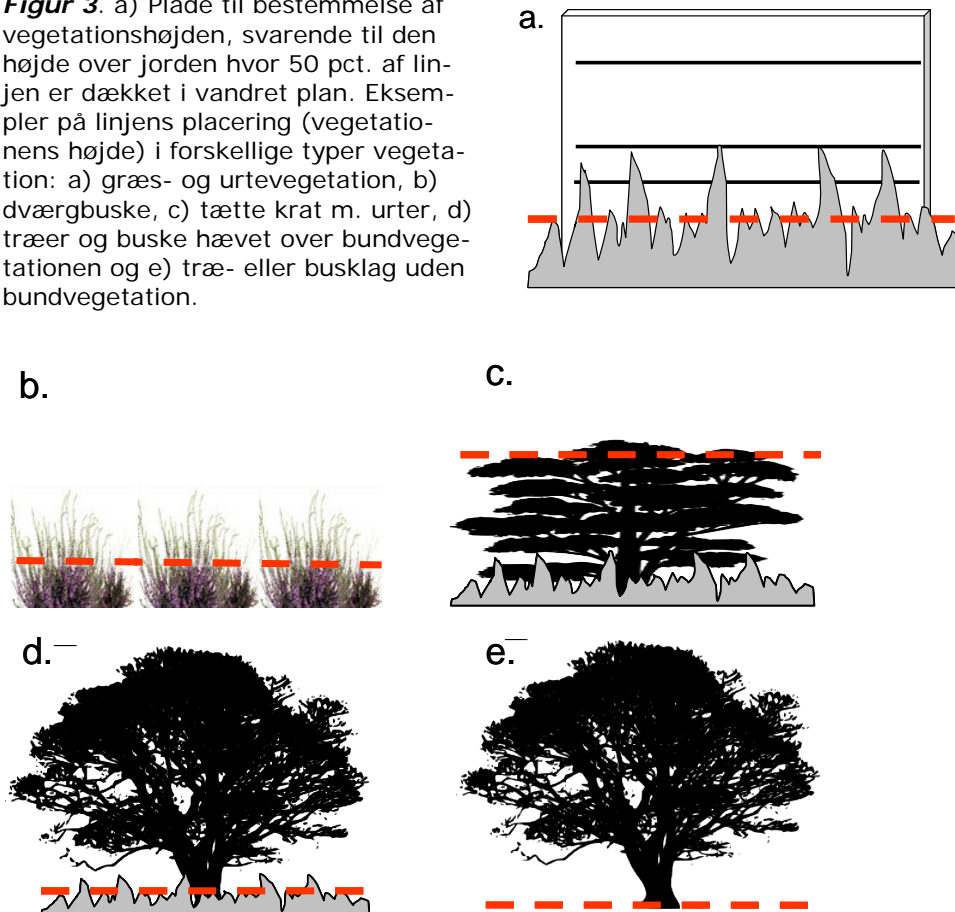 Figur 3. a) Plade til bestemmelse af
vegetationshøjden, svarende til den
højde over jorden hvor 50 pct. af lin-
jen er dækket i vandret plan. Eksem-
pler på linjens placering (vegetatio-
nens højde) i forskellige typer vegeta-
tion: a) græs- og urtevegetation, b)
dværgbuske, c) tætte krat m. urter, d)
træer og buske hævet over bundvege-
tationen og e) træ- eller busklag uden
bundvegetation.
a.
b.
c.
d.
e.